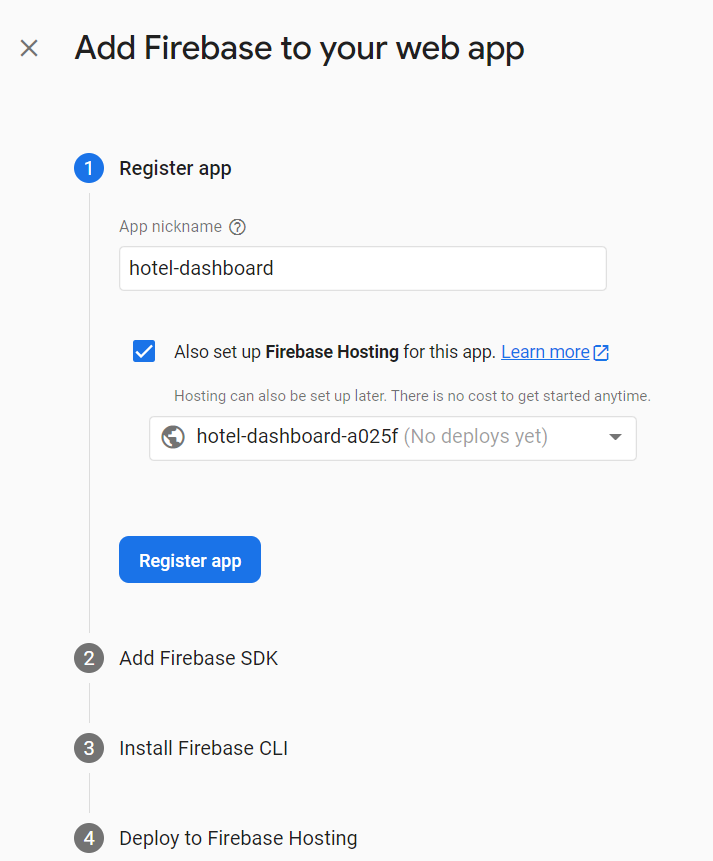 Add Firebase to your web app
1 Register app
App nickname
hotel-dashboard
Also set up Firebase Hosting for this app. Learn more
Hosting can also be set up later. There is no cost to get started anytime.
hotel-dashboard-a025f (No deploys yet)
Register app
2 Add Firebase SDK
3 Install Firebase CLI
4 Deploy to Firebase Hosting